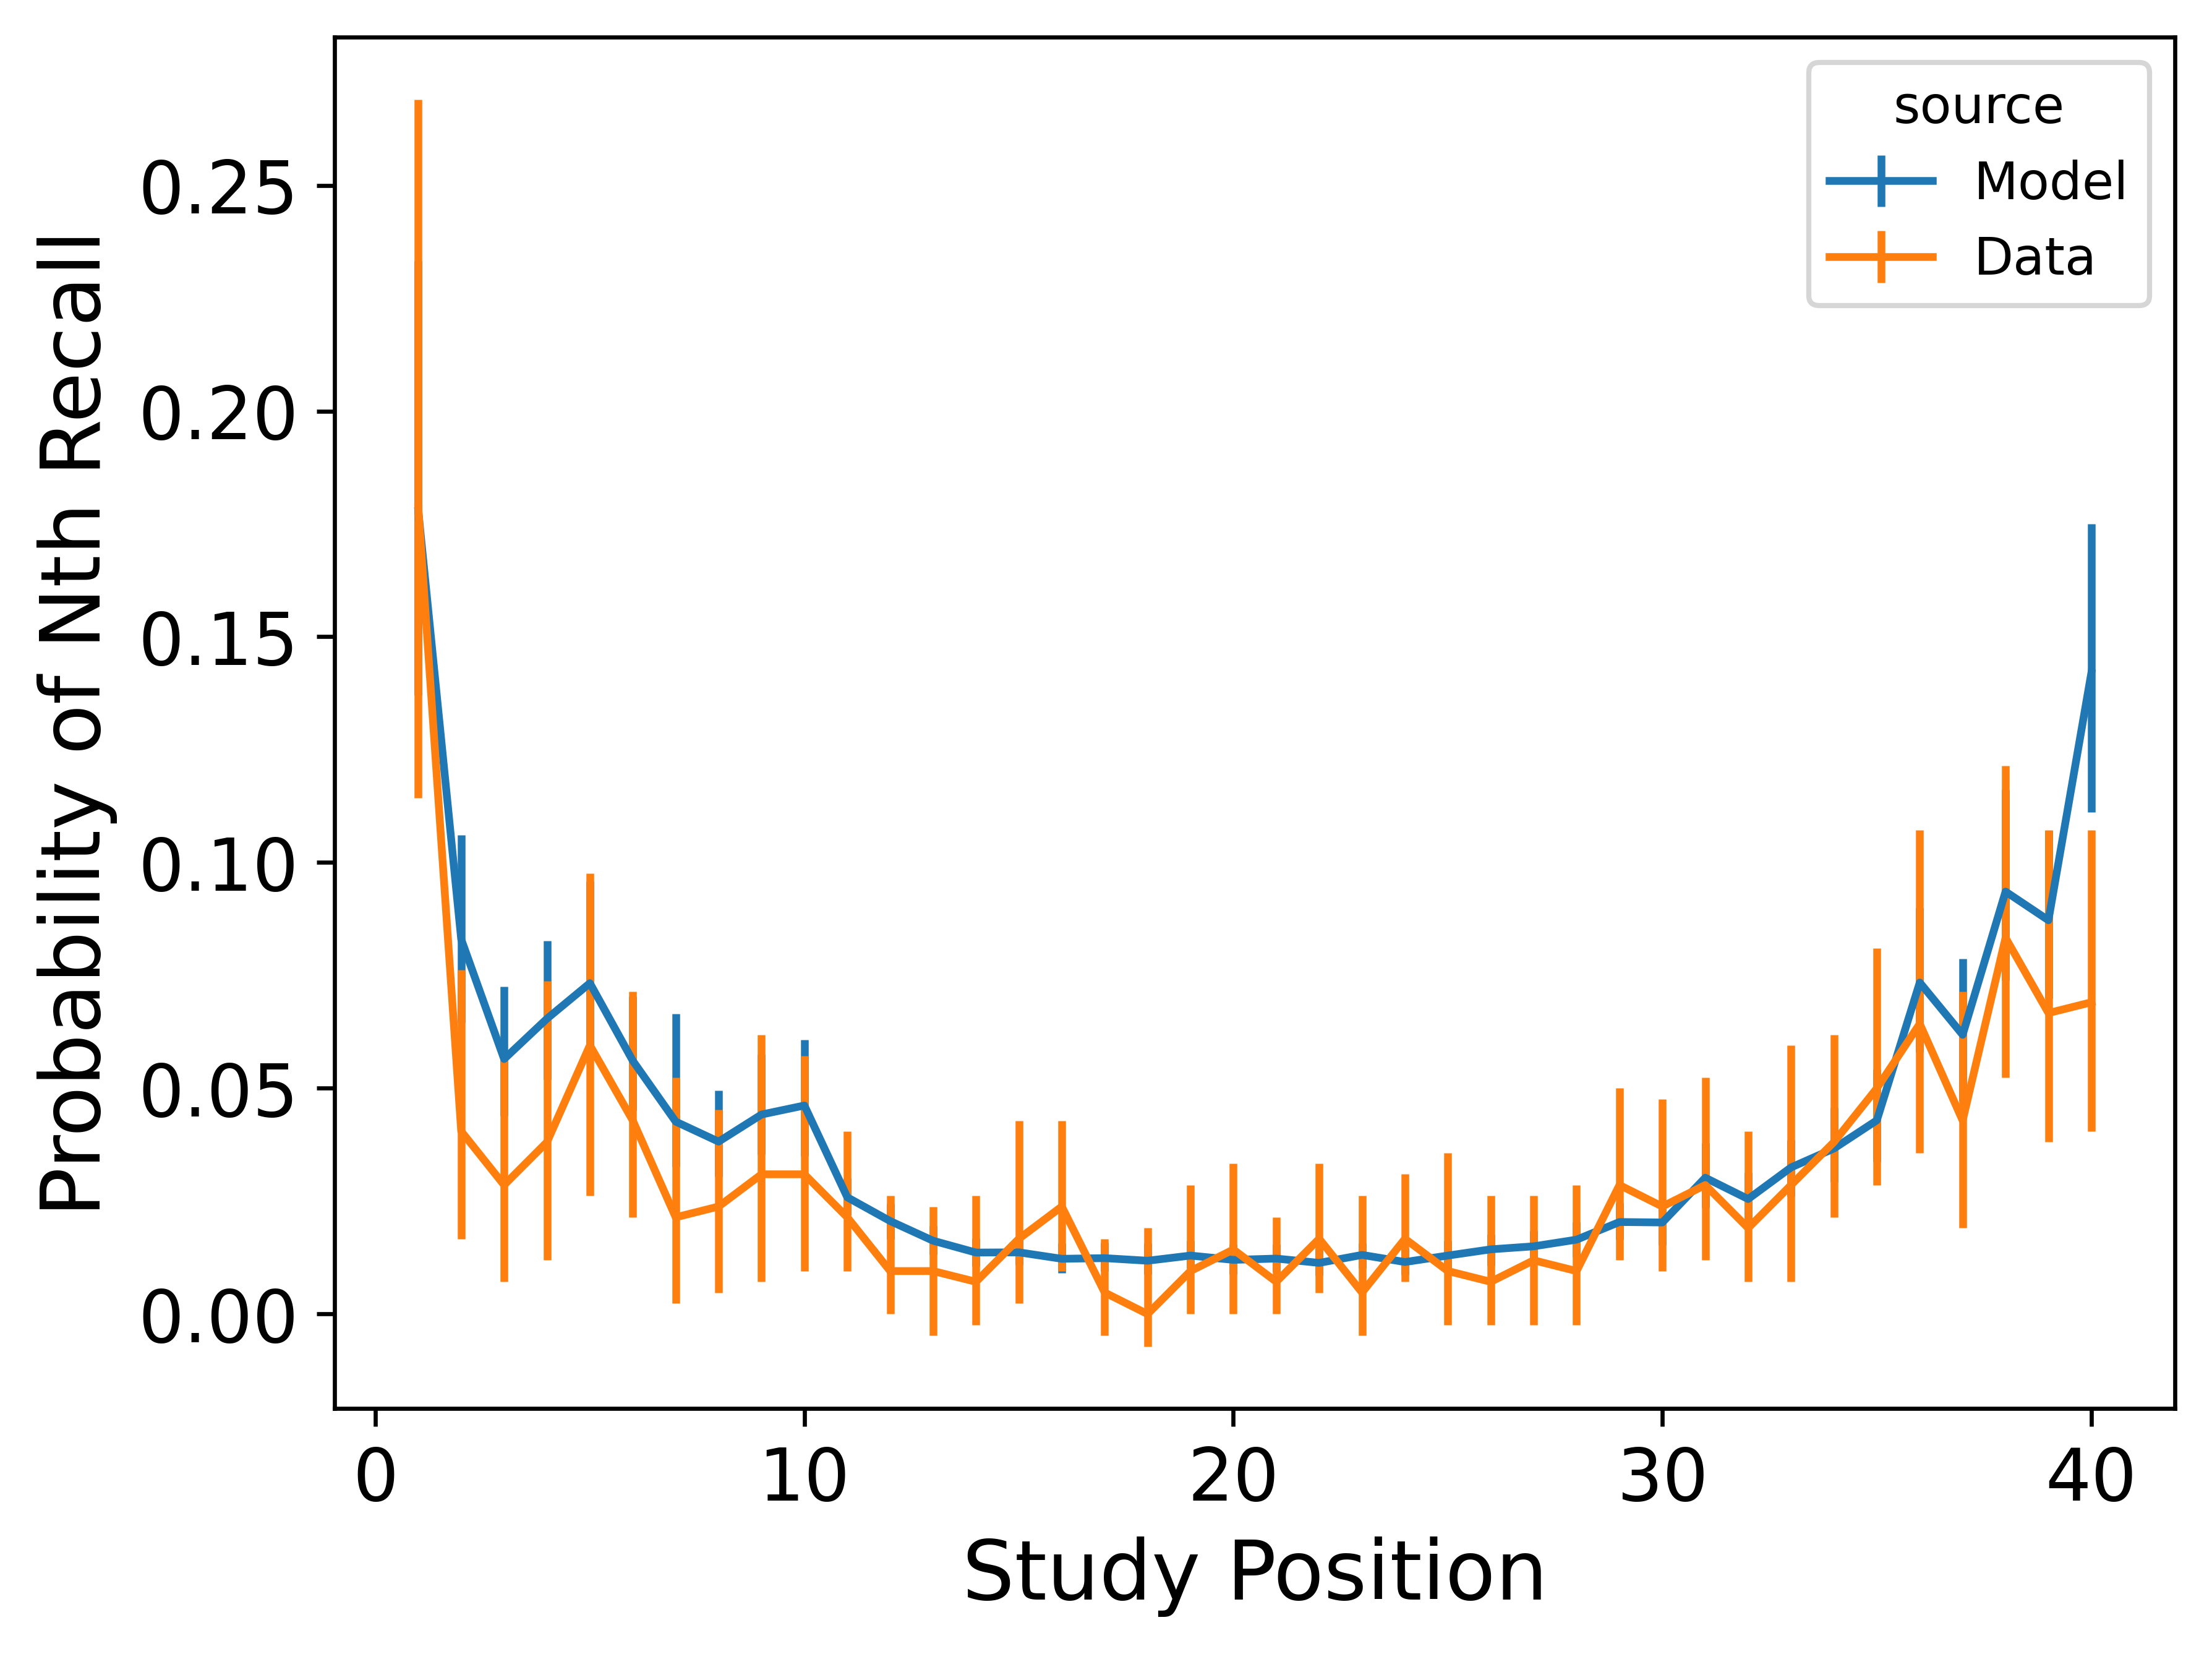 source
Model
Data
Probability of Nth Recall
0.25
0.20
0.15
0.10
0.05
0.00
0 10 20 30 40
Study Position